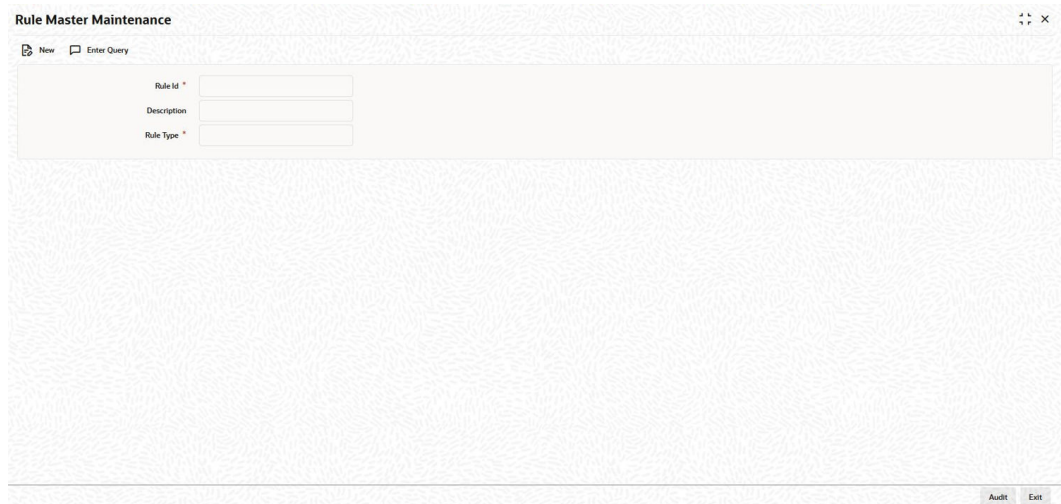 Rule Master Maintenance
New Enter Query
Rule Id *
Description
Rule Type *
Audit Exit